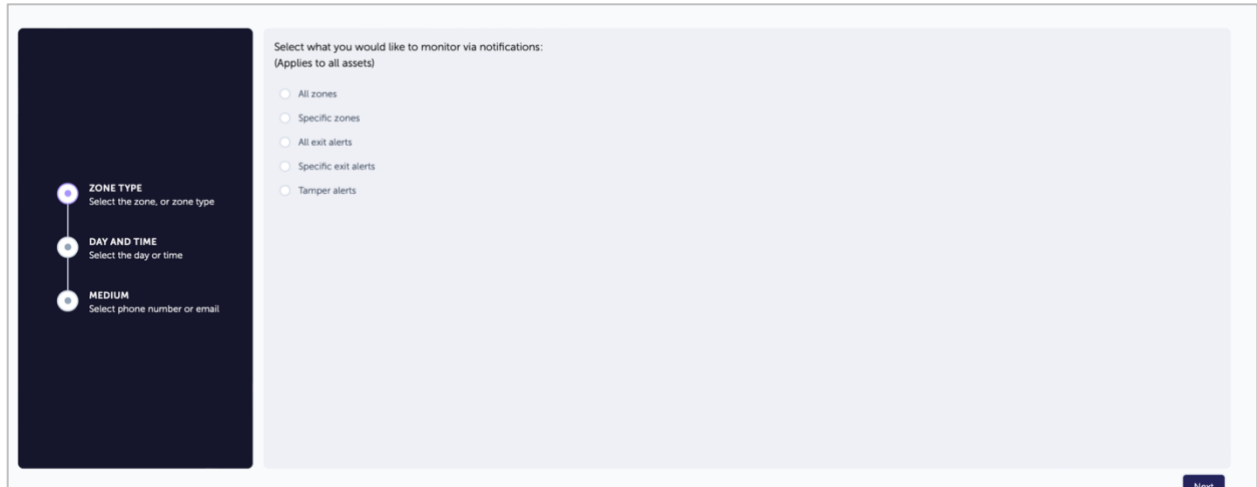 Select what you would like to monitor via notifications:
(Applies to all assets)
All zones
Specific zones
All exit alerts
Specific exit alerts
Tamper alerts
ZONE TYPE
Select the zone, or zone type
DAY AND TIME
Select the day or time
MEDIUM
Select phone number or email
Next